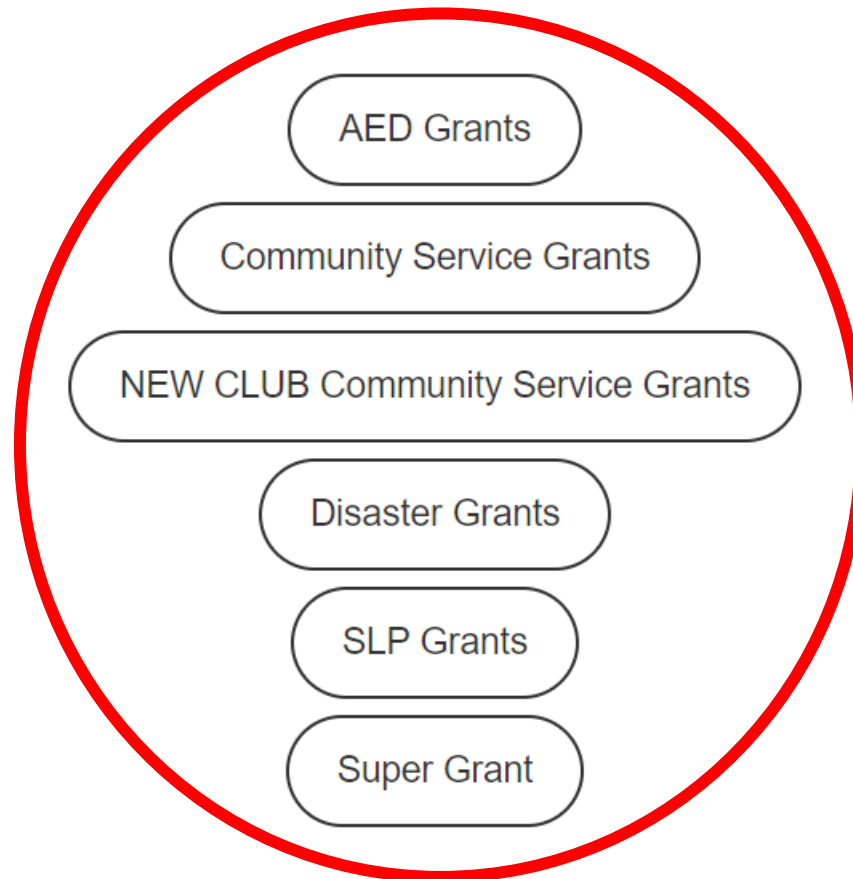 AED Grants
Community Service Grants
NEW CLUB Community Service Grants
Disaster Grants
SLP Grants
Super Grant